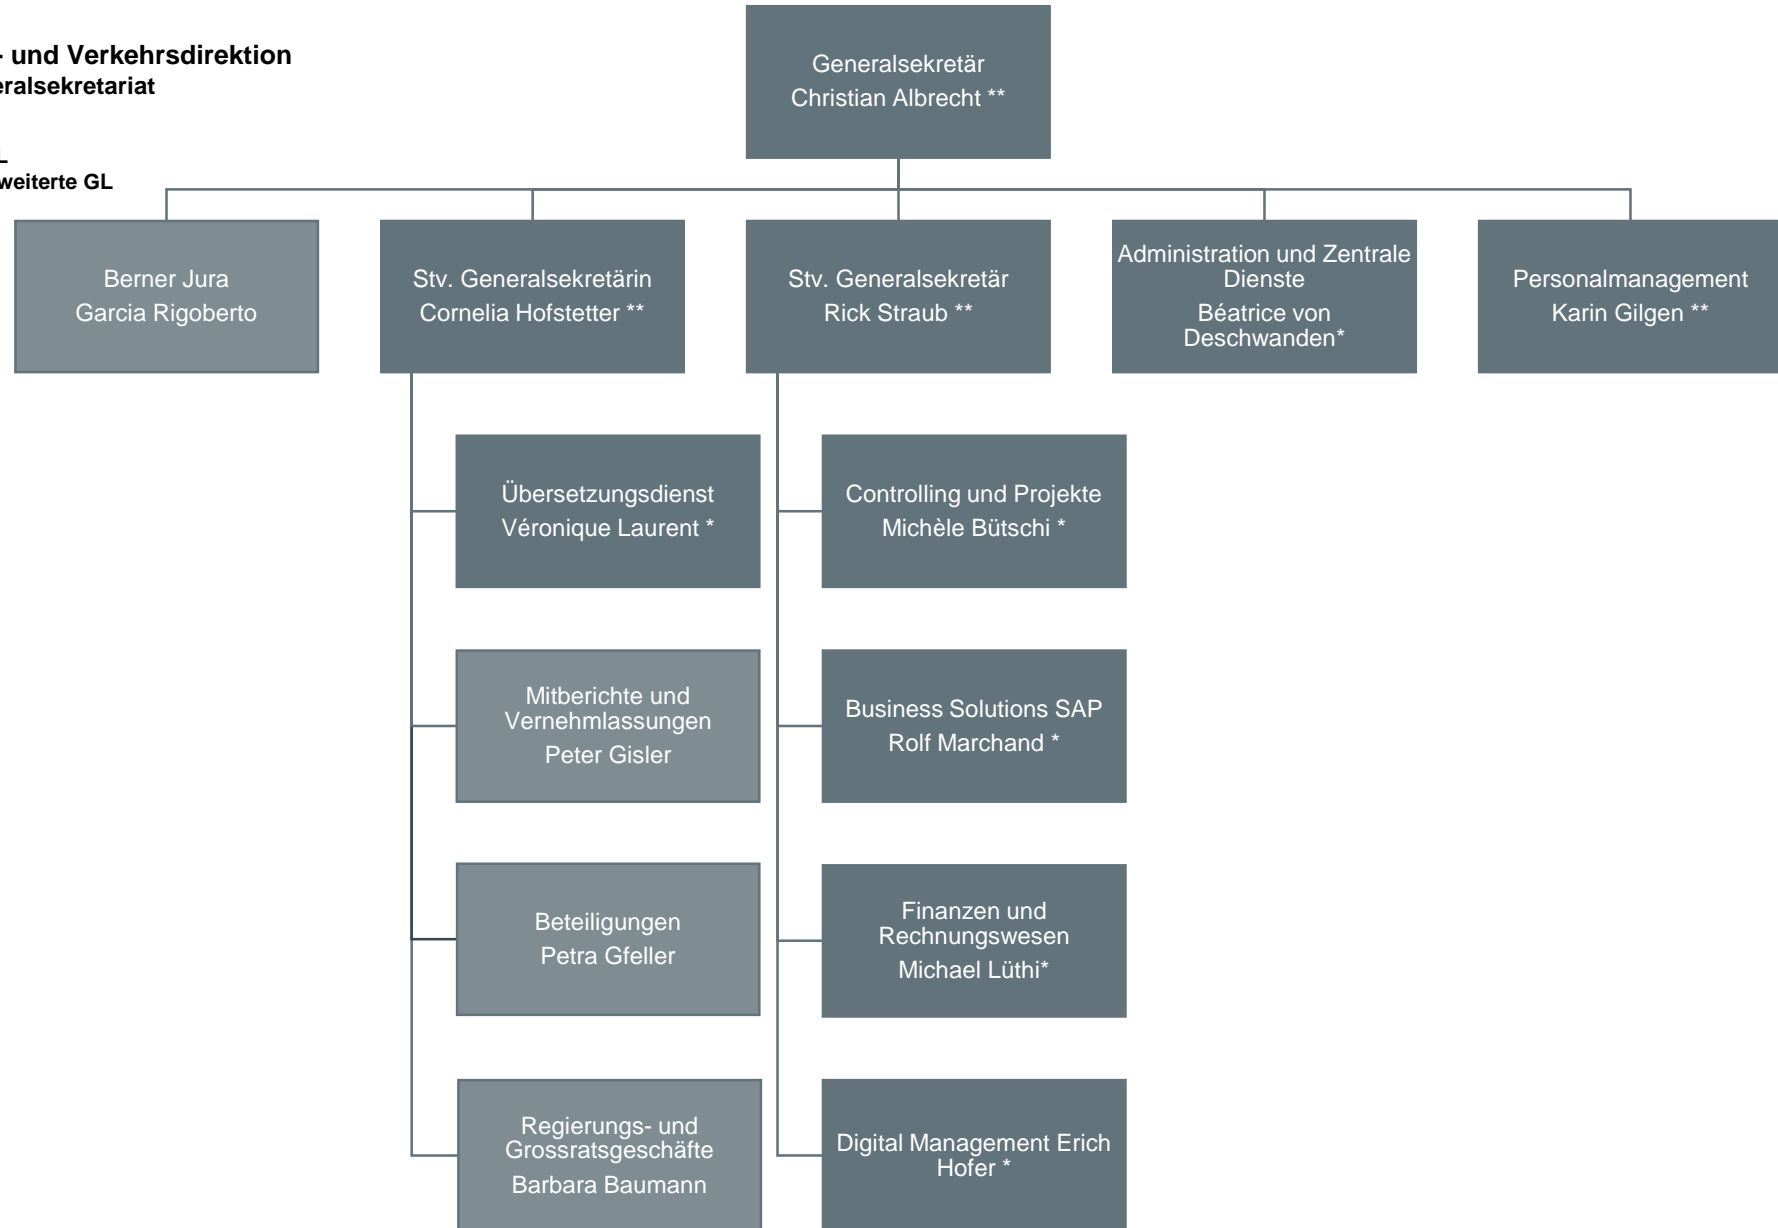 - und Verkehrsdirektion
eralsekretariat
L
weiterte GL
Generalsekretär
Christian Albrecht **
Berner Jura
Garcia Rigoberto
Stv. Generalsekretärin
Cornelia Hofstetter **
Stv. Generalsekretär
Rick Straub **
Administration und Zentrale
Dienste
Béatrice von
Deschwanden*
Personalmanagement
Karin Gilgen **
Übersetzungsdienst
Véronique Laurent *
Mitberichte und
Vernehmlassungen
Peter Gisler
Beteiligungen
Petra Gfeller
Regierungs- und
Grossratsgeschäfte
Barbara Baumann
Controlling und Projekte
Michèle Bütschi *
Business Solutions SAP
Rolf Marchand *
Finanzen und
Rechnungswesen
Michael Lüthi*
Digital Management Erich
Hofer *